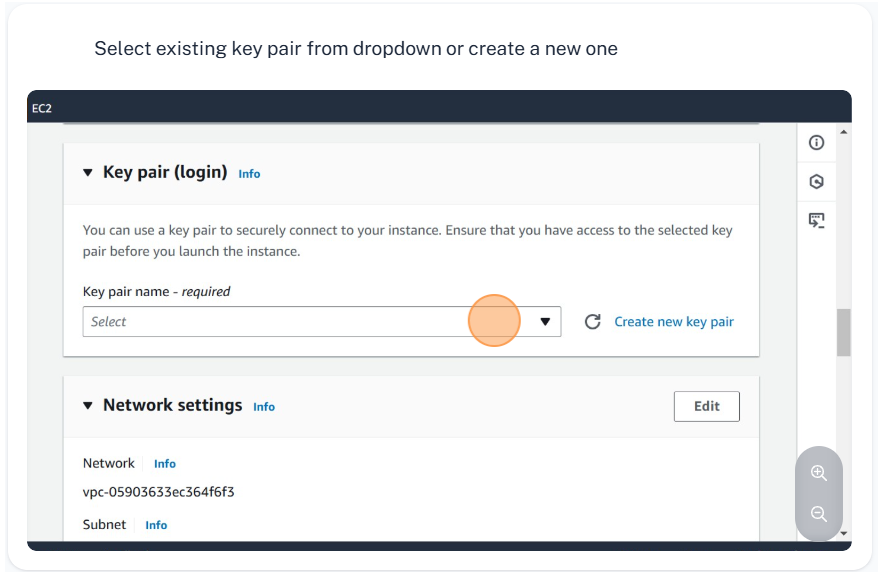 Select existing key pair from dropdown or create a new one
EC2
Key pair (login) Info
You can use a key pair to securely connect to your instance. Ensure that you have access to the selected key
pair before you launch the instance.
Key pair name - required
Select
Create new key pair
Network settings Info
Edit
Network Info
vpc-05903633ec364f6f3
Subnet Info